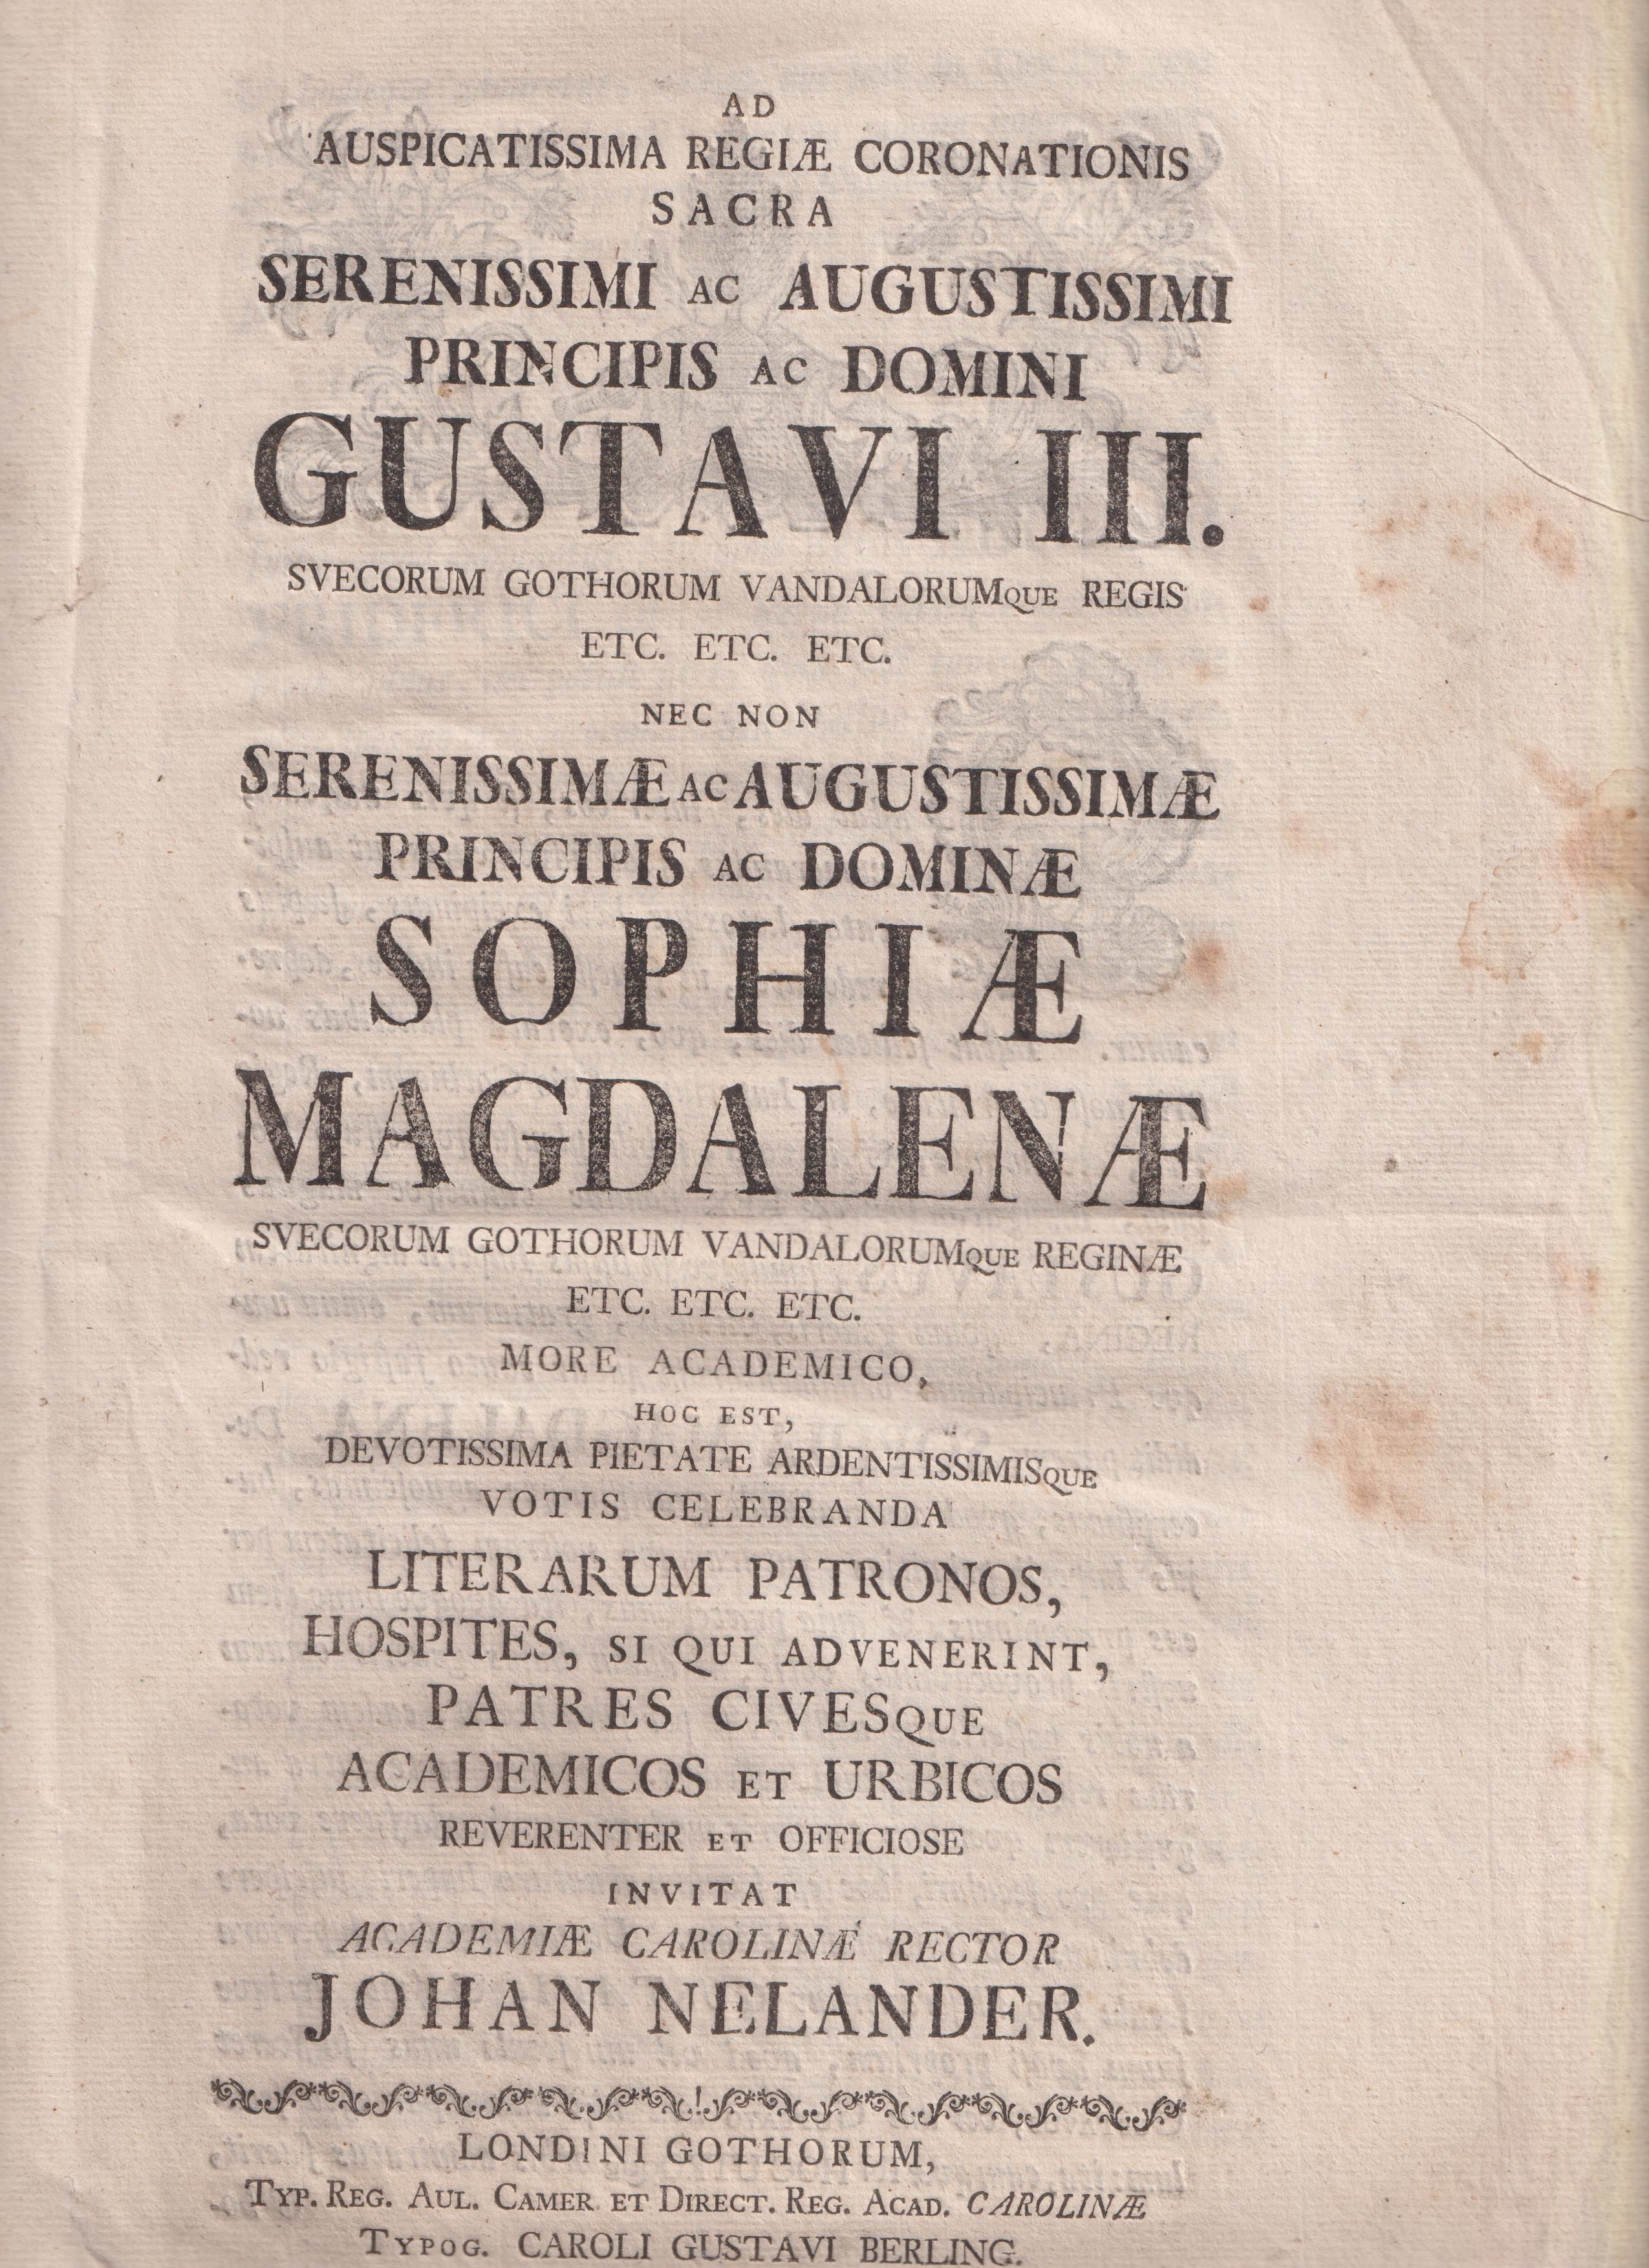 AD
AUSPICATISSIMA REGIÆ CORONATIONIS
SACRA
SERENISSIMI AC AUGUSTISSIMI
PRINCIPIS AC DOMINI
GUSTAVI III.
SVECORUM GOTHORUM VANDALORUMQUE REGIS
ETC. ETC. ETC.
NEC NON
SERENISSIMÆ AC AUGUSTISSIMÆ
PRINCIPIS AC DOMINÆ
SOPHIÆ
MAGDALENÆ
SVECORUM GOTHORUM VANDALORUMQUE REGINÆ
ETC. ETC. ETC.
MORE ACADEMICO,
HOC EST,
DEVOTISSIMA PIETATE ARDENTISSIMISQUE
VOTIS CELEBRANDA
LITERARUM PATRONOS,
HOSPITES, SI QUI ADVENERINT,
PATRES CIVESQUE
ACADEMICOS ET URBICOS
REVERENTER ET OFFICIOSE
INVITAT
ACADEMIÆ CAROLINÆ RECTOR
JOHAN NELANDER.
LONDINI GOTHORUM,
TYP. REG. AUL. CAMER. ET DIRECT. REG. ACAD. CAROLINÆ
TYPOG. CAROLI GUSTAVI BERLING.